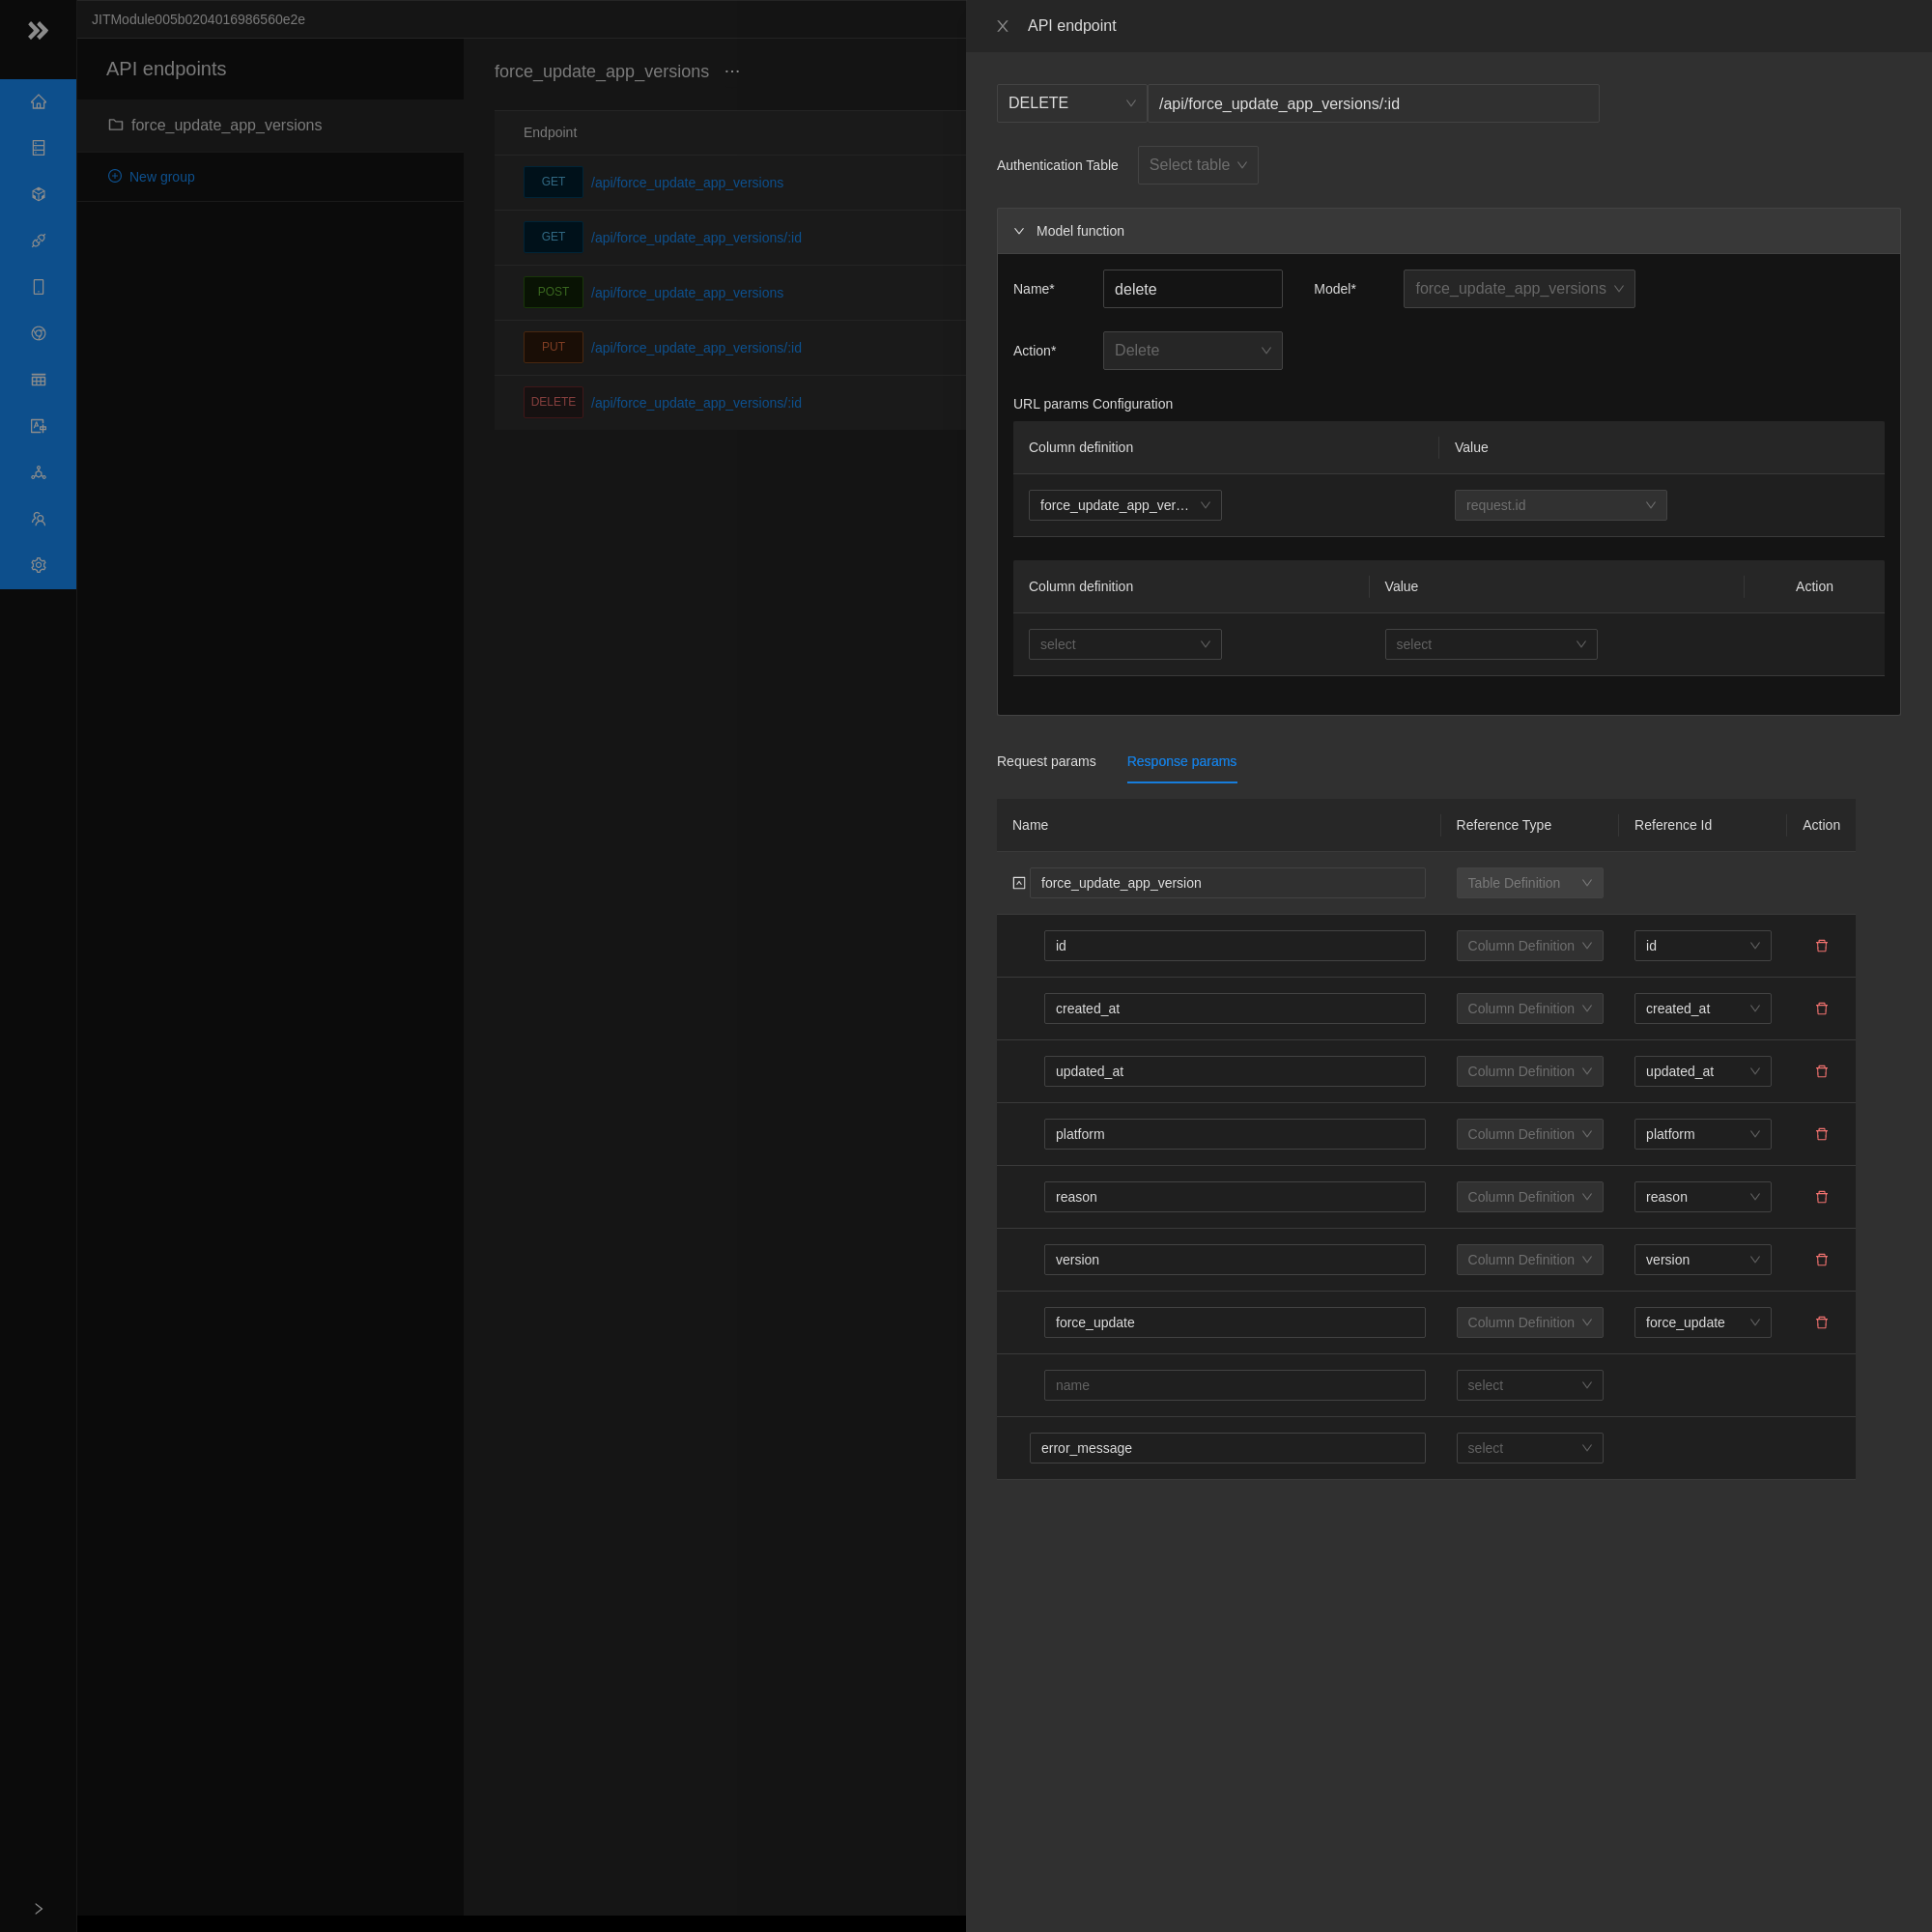 JITModule005b0204016986560e2e
API endpoints
force_update_app_versions
New group
force_update_app_versions
Endpoint
GET /api/force_update_app_versions
GET /api/force_update_app_versions/:id
POST /api/force_update_app_versions
PUT /api/force_update_app_versions/:id
DELETE /api/force_update_app_versions/:id
API endpoint
DELETE /api/force_update_app_versions/:id
Authentication Table Select table
Model function
Name* delete Model* force_update_app_versions
Action* Delete
URL params Configuration
Column definition Value
force_update_app_ver... request.id
Column definition Value Action
select select
Request params Response params
Name Reference Type Reference Id Action
force_update_app_version Table Definition
id Column Definition id
created_at Column Definition created_at
updated_at Column Definition updated_at
platform Column Definition platform
reason Column Definition reason
version Column Definition version
force_update Column Definition force_update
name select
error_message select